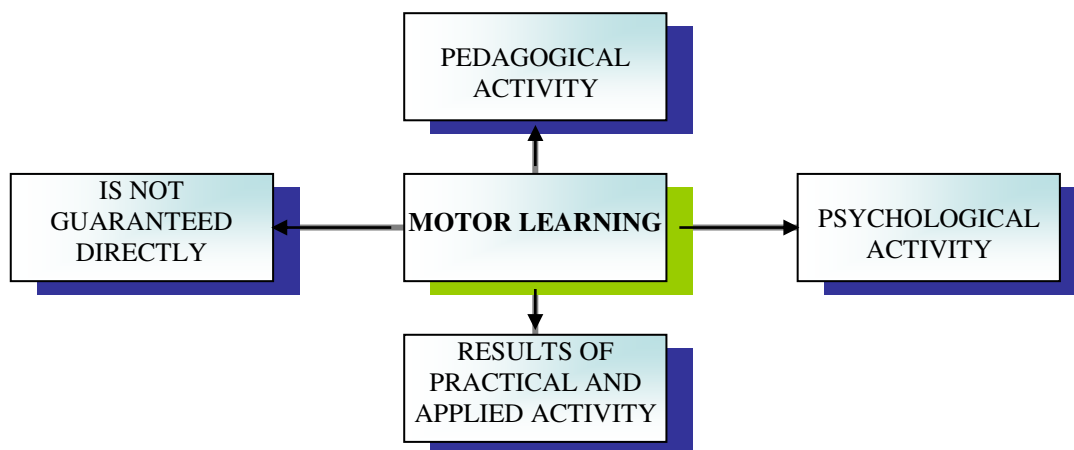 PEDAGOGICAL
ACTIVITY
IS NOT
GUARANTEED
DIRECTLY
MOTOR LEARNING
PSYCHOLOGICAL
ACTIVITY
RESULTS OF
PRACTICAL AND
APPLIED ACTIVITY